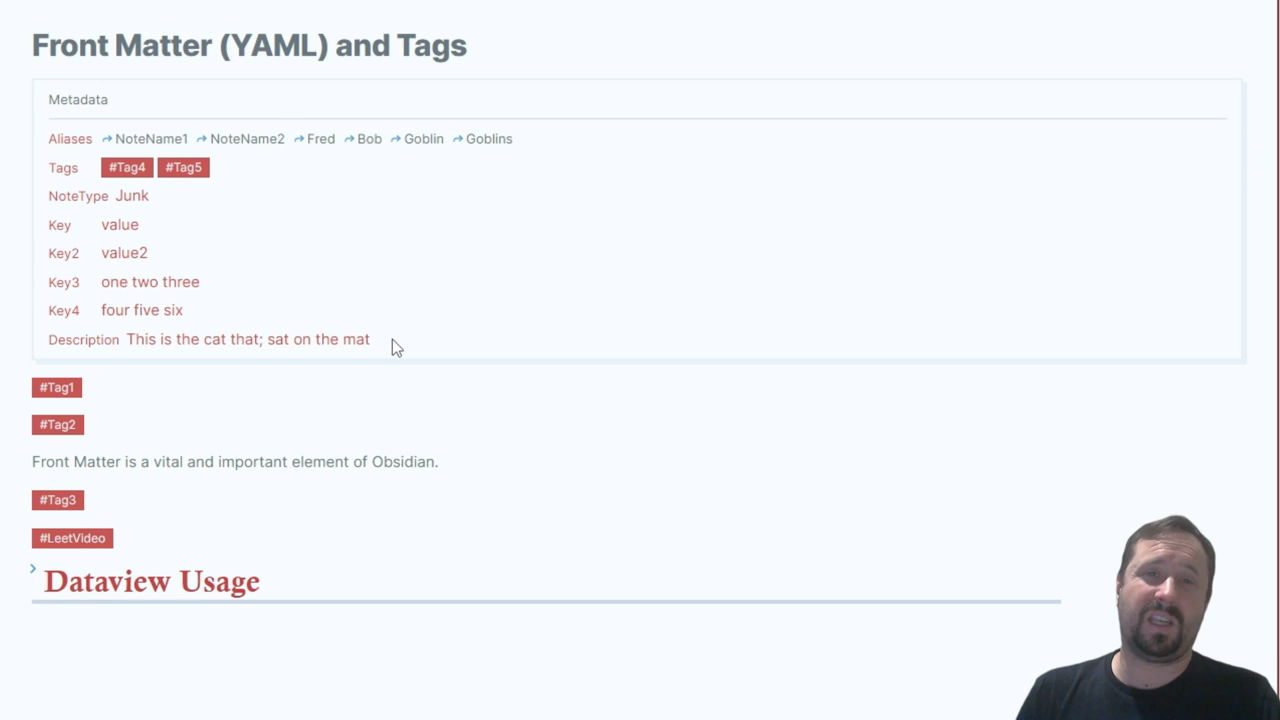 Front Matter (YAML) and Tags
Metadata
Aliases NoteName1 NoteName2 Fred Bob Goblin Goblins
Tags #Tag4 #Tag5
NoteType Junk
Key value
Key2 value2
Key3 one two three
Key4 four five six
Description This is the cat that; sat on the mat
#Tag1
#Tag2
Front Matter is a vital and important element of Obsidian.
#Tag3
#LeetVideo
Dataview Usage